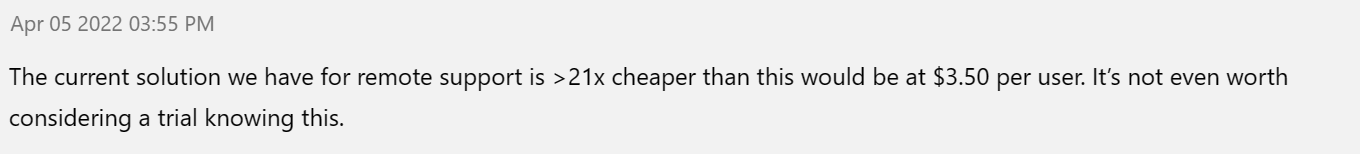 Apr 05 2022 03:55 PM
The current solution we have for remote support is >21x cheaper than this would be at $3.50 per user. It’s not even worth
considering a trial knowing this.